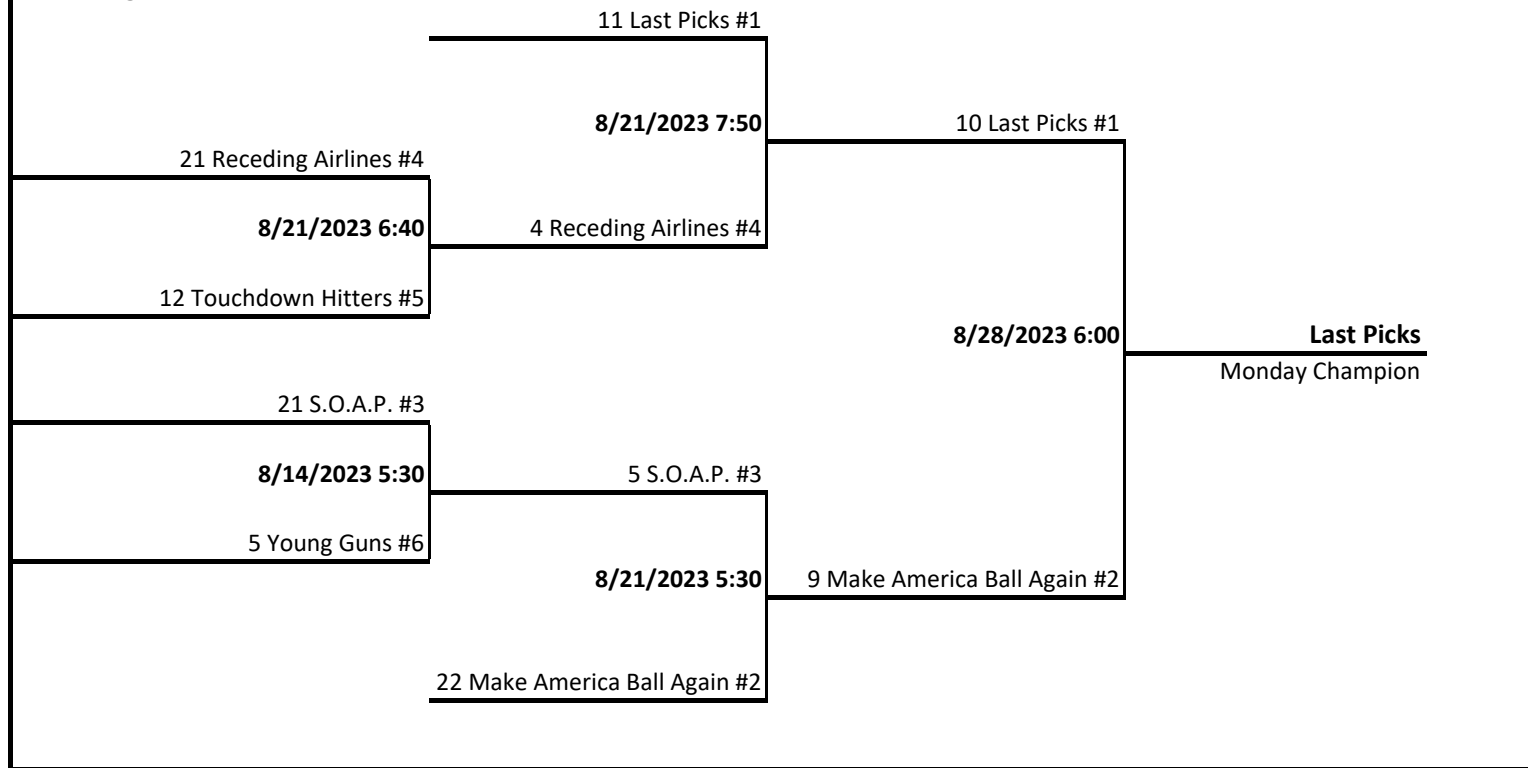 11 Last Picks #1
8/21/2023 7:50
10 Last Picks #1
21 Receding Airlines #4
8/21/2023 6:40
4 Receding Airlines #4
12 Touchdown Hitters #5
8/28/2023 6:00
Last Picks
Monday Champion
21 S.O.A.P. #3
8/14/2023 5:30
5 S.O.A.P. #3
5 Young Guns #6
8/21/2023 5:30
9 Make America Ball Again #2
22 Make America Ball Again #2